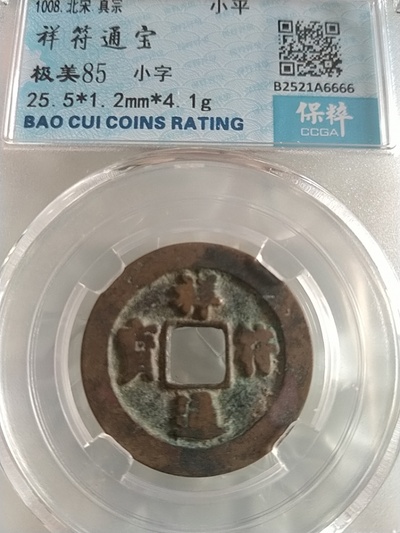 1008.北宋 真宗 小平
祥符通宝
极美85 小字
25.5*1.2mm*4.1g
BAO CUI COINS RATING
B2521A6666
保粹
CCGA
祥
寶 符
通